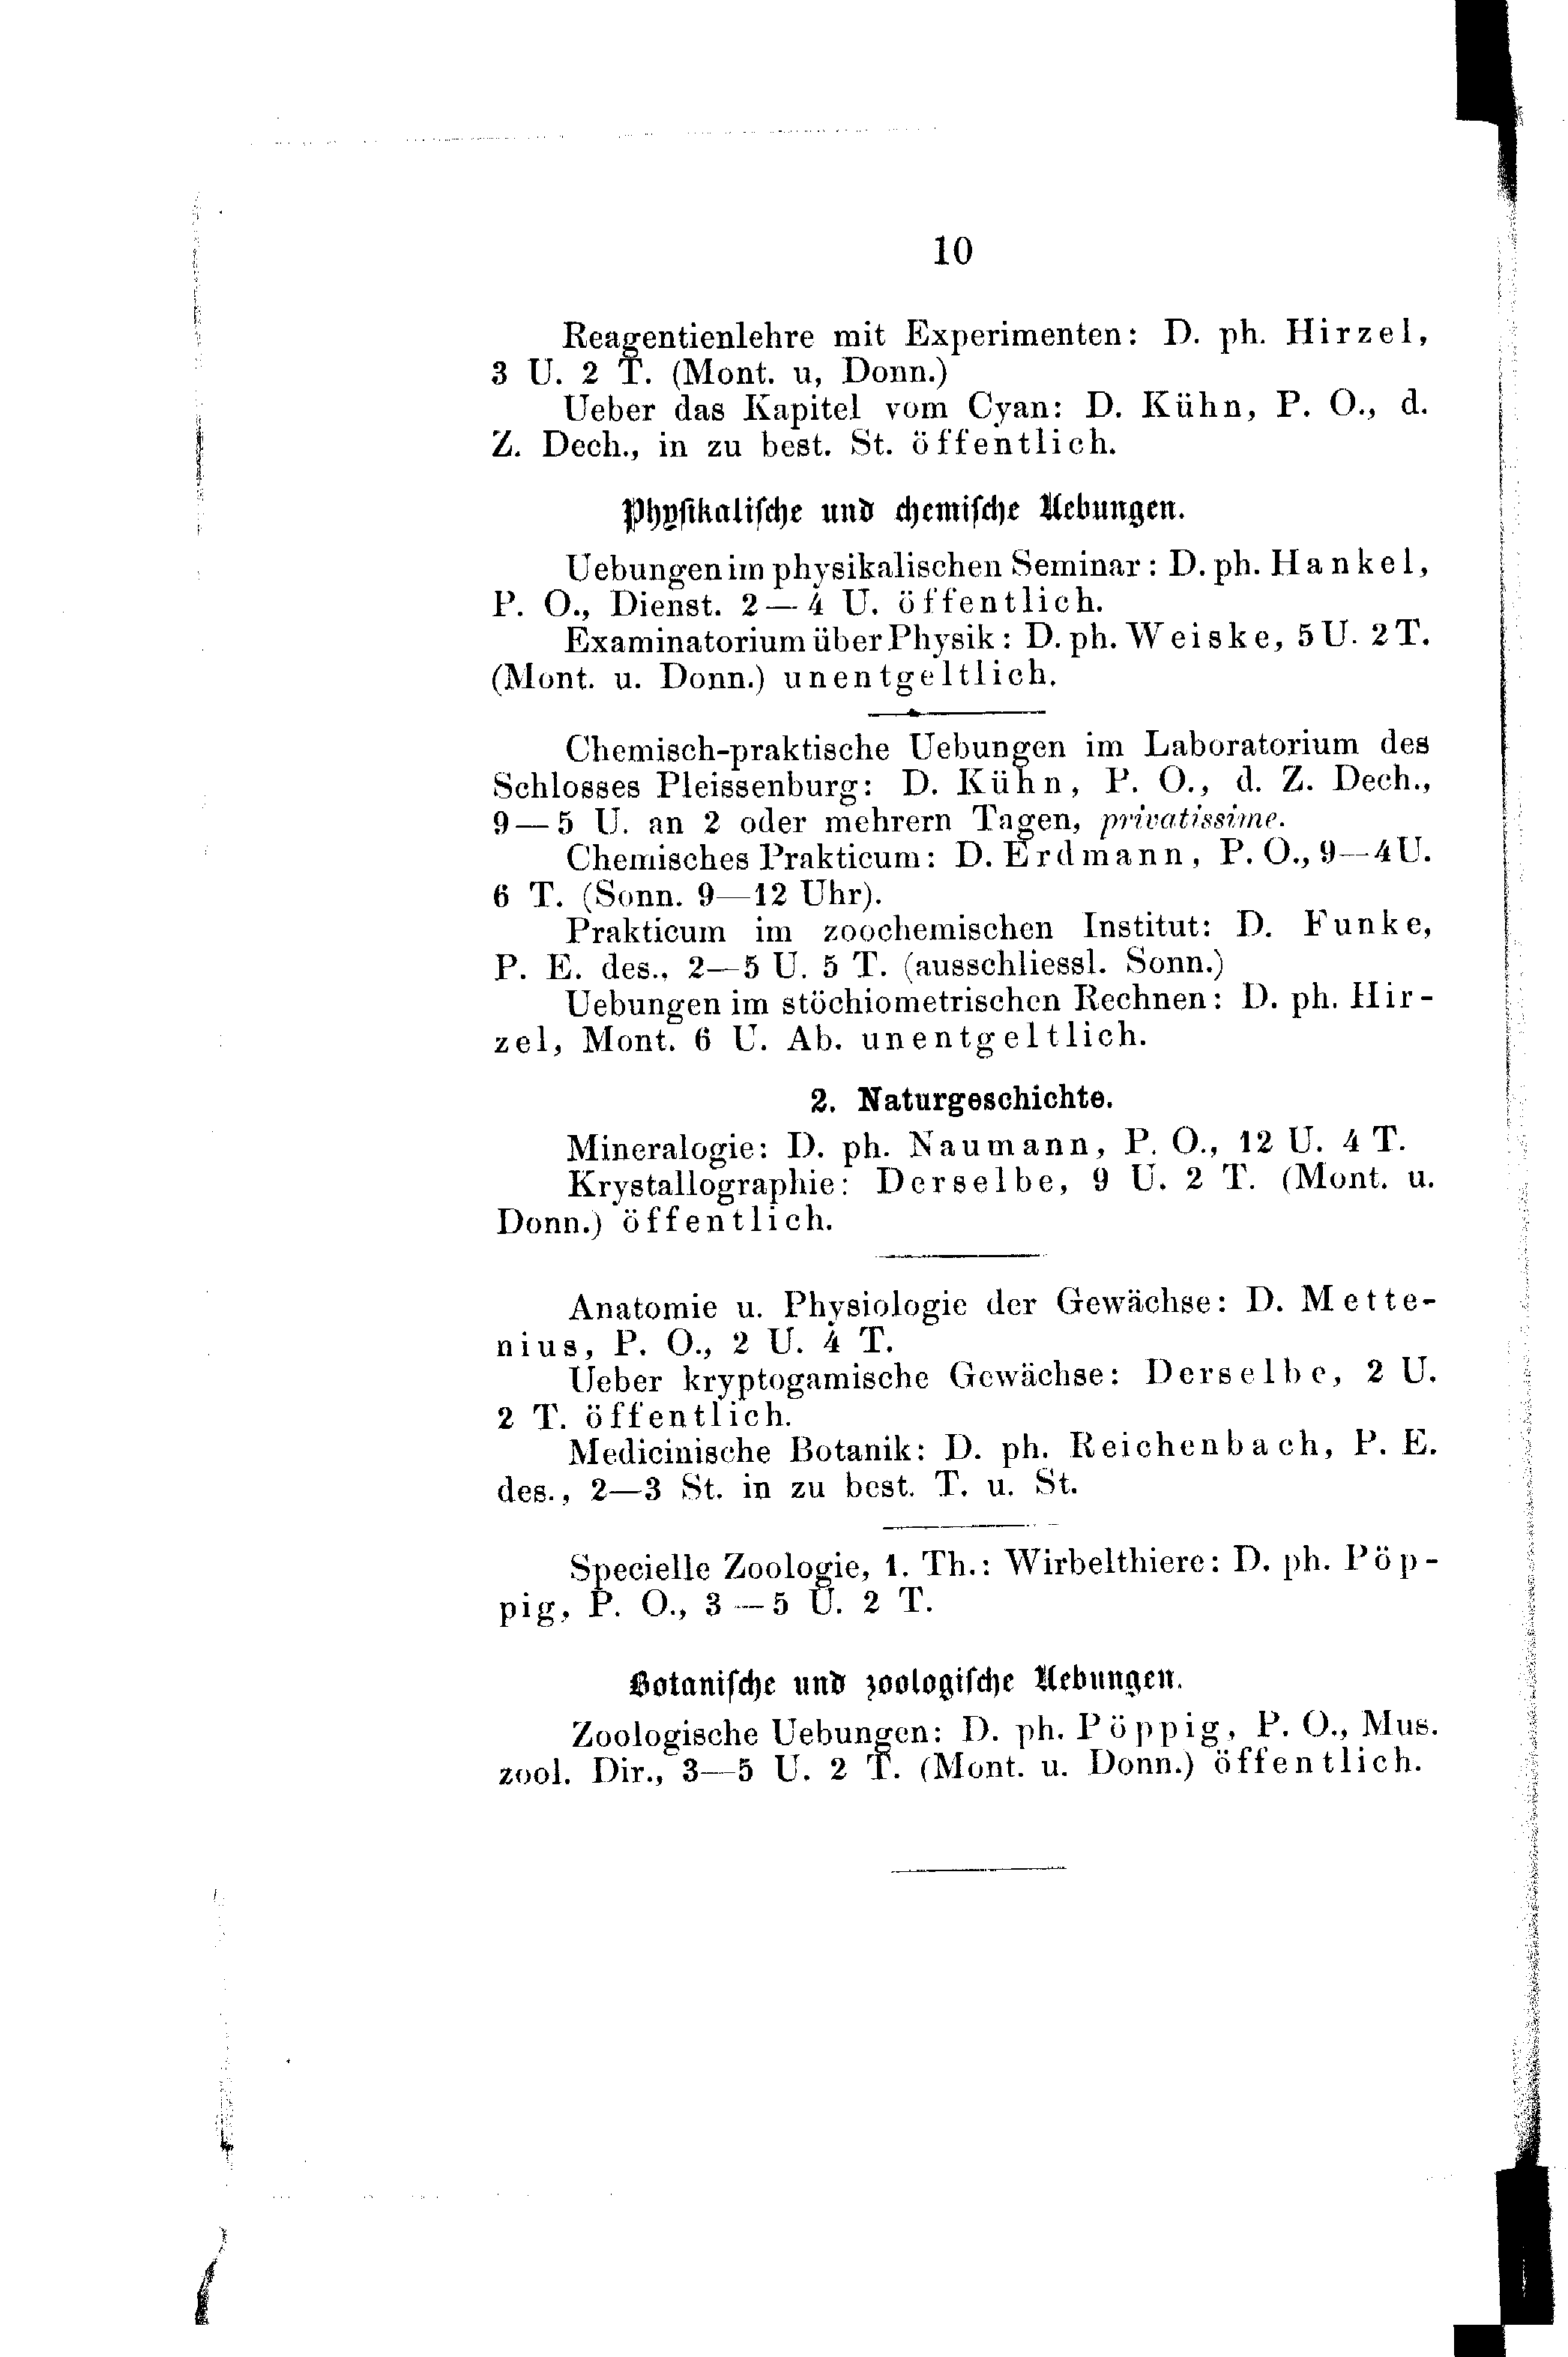 10
Reagentienlehre mit Experimenten: D. ph. Hirzel,
3 U. 2 T. (Mont. u, Donn.)
Ueber das Kapitel vom Cyan: D. Kühn, P. O., d.
Z. Dech., in zu best. St. öffentlich.
Physikalische und chemische Uebungen.
Uebungen im physikalischen Seminar: D. ph. Hankel,
P. O., Dienst. 2—4 U. öffentlich.
Examinatorium über Physik: D. ph. Weiske, 5 U. 2 T.
(Mont. u. Donn.) unentgeltlich.
Chemisch-praktische Uebungen im Laboratorium des
Schlosses Pleissenburg: D. Kühn, P. O., d. Z. Dech.,
9—5 U. an 2 oder mehrern Tagen, privatissime.
Chemisches Prakticum: D. Erdmann, P. O., 9—4 U.
6 T. (Sonn. 9—12 Uhr).
Prakticum im zoochemischen Institut: D. Funke,
P. E. des., 2—5 U. 5 T. (ausschliessl. Sonn.)
Uebungen im stöchiometrischen Rechnen: D. ph. Hir-
zel, Mont. 6 U. Ab. unentgeltlich.
2. Naturgeschichte.
Mineralogie: D. ph. Naumann, P. O., 12 U. 4 T.
Krystallographie: Derselbe, 9 U. 2 T. (Mont. u.
Donn.) öffentlich.
Anatomie u. Physiologie der Gewächse: D. Mette-
nius, P. O., 2 U. 4 T.
Ueber kryptogamische Gewächse: Derselbe, 2 U.
2 T. öffentlich.
Medicinische Botanik: D. ph. Reichenbach, P. E.
des., 2—3 St. in zu best. T. u. St.
Specielle Zoologie, 1. Th.: Wirbelthiere: D. ph. Pöp-
pig, P. O., 3—5 U. 2 T.
Botanische und zoologische Uebungen.
Zoologische Uebungen: D. ph. Pöppig, P. O., Mus.
zool. Dir., 3—5 U. 2 T. (Mont. u. Donn.) öffentlich.